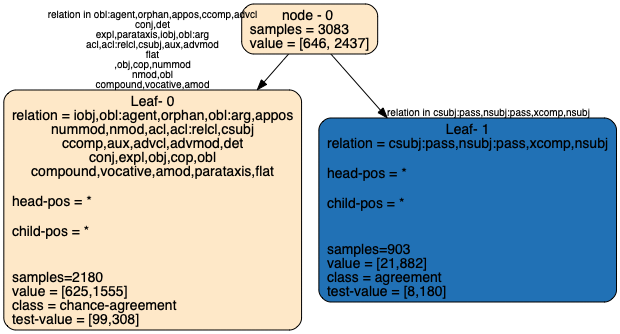 relation in obl:agent,orphan,appos,ccomp,advcl
conj,det
expl,parataxis,iobj,obl:arg
acl,acl:relcl,csubj,aux,advmod
flat
,obj,cop,nummod
nmod,obl
compound,vocative,amod
node - 0
samples = 3083
value = [646, 2437]
Leaf- 0
relation = iobj,obl:agent,orphan,obl:arg,appos
nummod,nmod,acl,acl:relcl,csubj
ccomp,aux,advcl,advmod,det
conj,expl,obj,cop,obl
compound,vocative,amod,parataxis,flat
head-pos = *
child-pos = *
samples=2180
value = [625,1555]
class = chance-agreement
test-value = [99,308]
relation in csubj:pass,nsubj:pass,xcomp,nsubj
Leaf- 1
relation = csubj:pass,nsubj:pass,xcomp,nsubj
head-pos = *
child-pos = *
samples=903
value = [21,882]
class = agreement
test-value = [8,180]